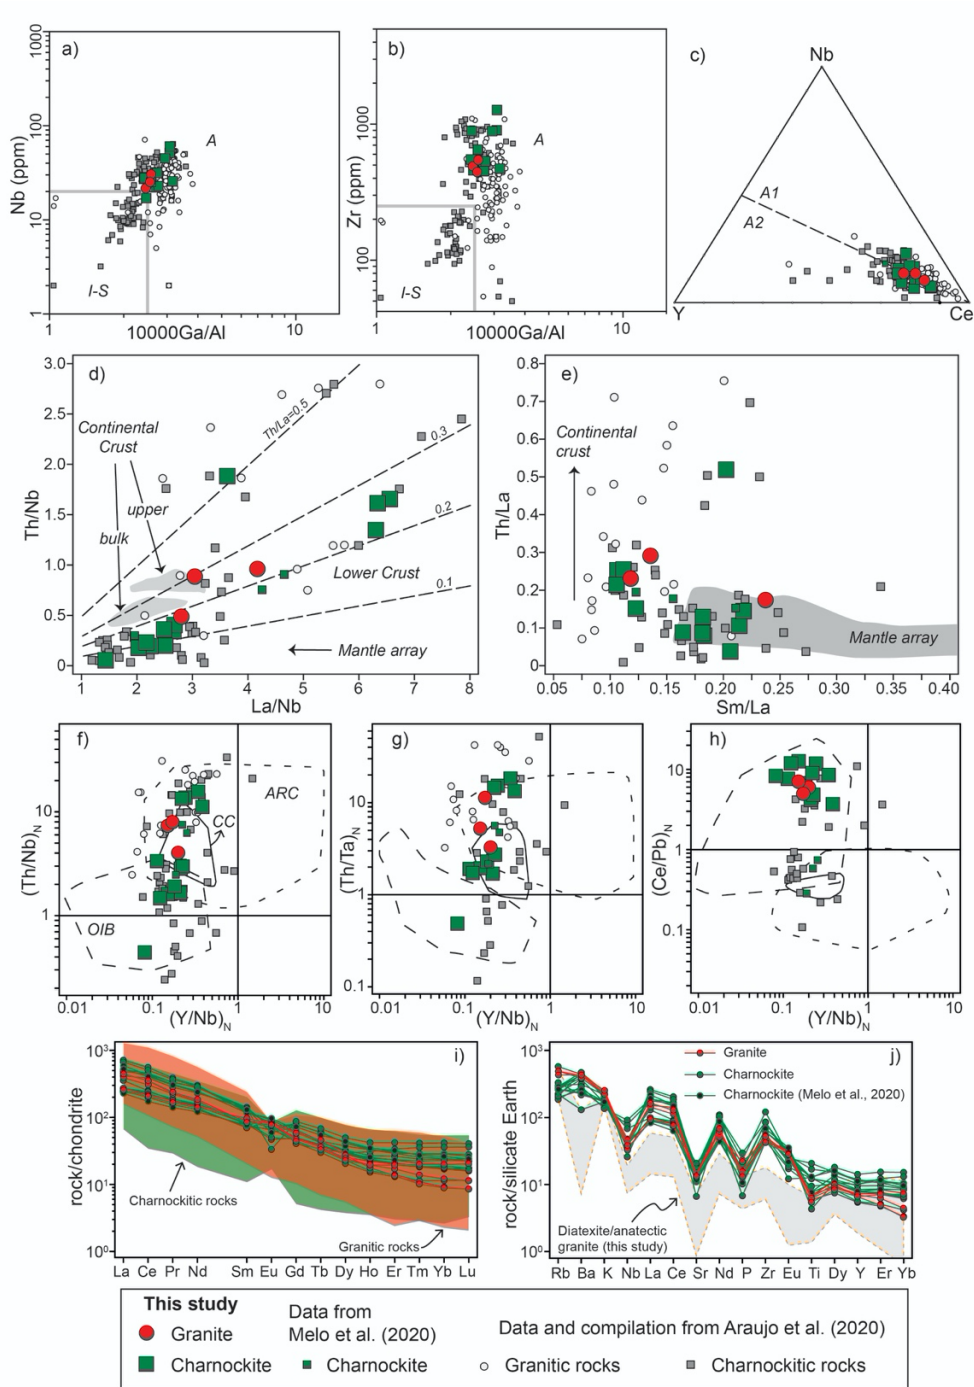 a)
1000
100
10
1
Nb (ppm)
A
I-S
1
10000Ga/Al
10
b)
1000
100
Zr (ppm)
A
I-S
1
10000Ga/Al
10
c)
Nb
A1
A2
Y
Ce
d)
3.0
2.5
2.0
1.5
1.0
0.5
0
Th/Nb
Continental
Crust
upper
bulk
Th/La=0.5
0.3
0.2
0.1
Lower Crust
Mantle array
1 2 3 4 5 6 7 8
La/Nb
e)
0.8
0.7
0.6
0.5
0.4
0.3
0.2
0.1
0
Th/La
Continental
crust
Mantle array
0.05 0.10 0.15 0.20 0.25 0.30 0.35 0.40
Sm/La
f)
10
1
(Th/Nb)N
ARC
CC
OIB
0.01 0.1 1 10
(Y/Nb)N
g)
10
1
0.1
(Th/Ta)N
0.01 0.1 1 10
(Y/Nb)N
h)
10
1
0.1
(Ce/Pb)N
0.01 0.1 1 10
(Y/Nb)N
i)
10³
10²
10¹
10⁰
rock/chondrite
Charnockitic rocks
Granitic rocks
La Ce Pr Nd Sm Eu Gd Tb Dy Ho Er Tm Yb Lu
j)
10³
10²
10¹
10⁰
rock/silicate Earth
Granite
Charnockite
Charnockite (Melo et al., 2020)
Diatexite/anatectic
granite (this study)
Rb Ba K Nb La Ce Sr Nd P Zr Eu Ti Dy Y Er Yb
This study
Granite
Charnockite
Data from
Melo et al. (2020)
Charnockite
Data and compilation from Araujo et al. (2020)
Granitic rocks
Charnockitic rocks